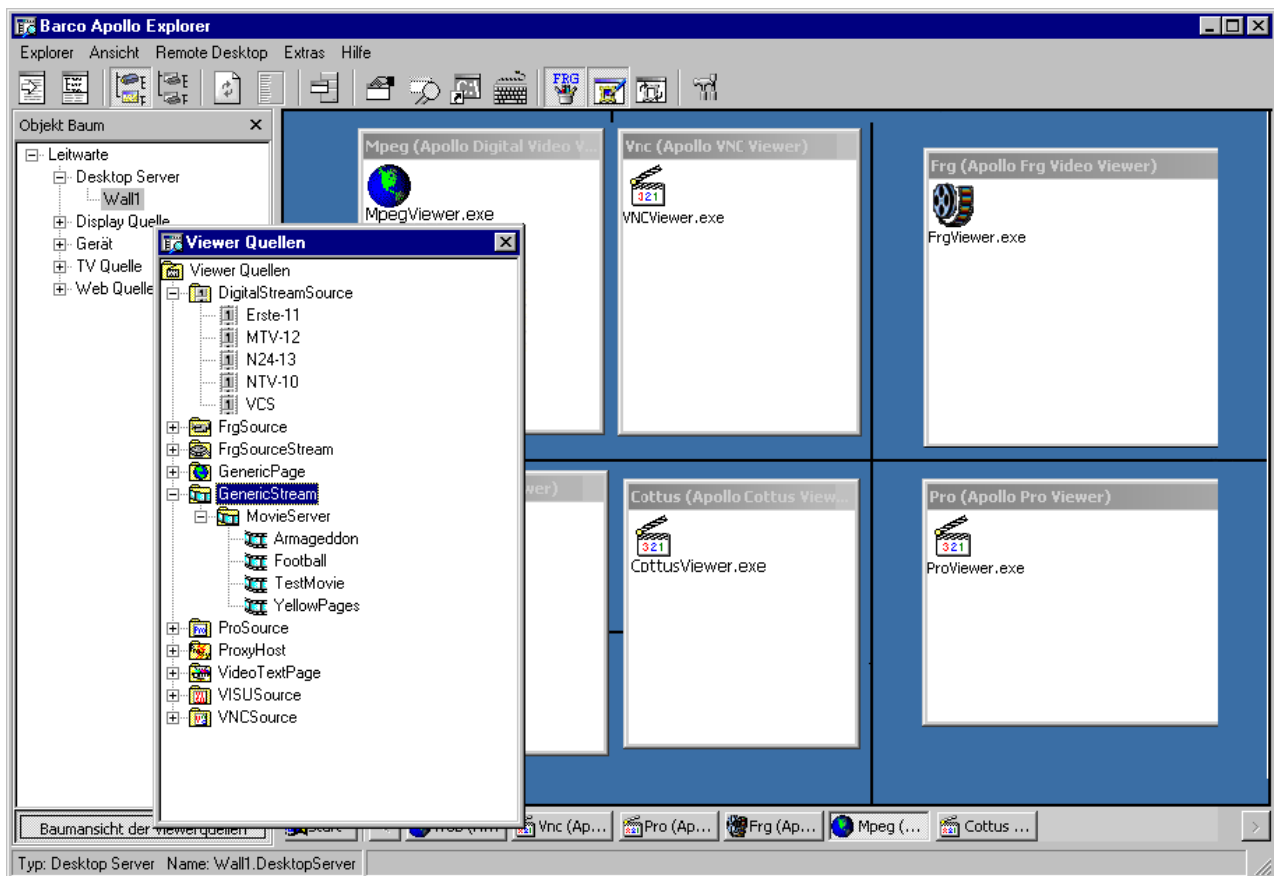 Barco Apollo Explorer
Explorer Ansicht Remote Desktop Extras Hilfe
FRG
Objekt Baum
Leitwarte
Desktop Server
Wall1
Display Quelle
Gerät
TV Quelle
Web Quelle
Mpeg (Apollo Digital Video V...
MpegViewer.exe
Vnc (Apollo VNC Viewer)
321
VNCViewer.exe
Frg (Apollo Frg Video Viewer)
FrgViewer.exe
Viewer Quellen
Viewer Quellen
DigitalStreamSource
Erste-11
MTV-12
N24-13
NTV-10
VCS
FrgSource
FrgSourceStream
GenericPage
GenericStream
MovieServer
Armageddon
Football
TestMovie
YellowPages
ProSource
ProxyHost
VideoTextPage
VISUSource
VNCSource
Cottus (Apollo Cottus View...
321
CottusViewer.exe
Pro (Apollo Pro Viewer)
321
ProViewer.exe
Baumansicht der Viewerquellen
Vnc (Ap... Pro (Ap... Frg (Ap... Mpeg (... Cottus ...
Typ: Desktop Server Name: Wall1.DesktopServer